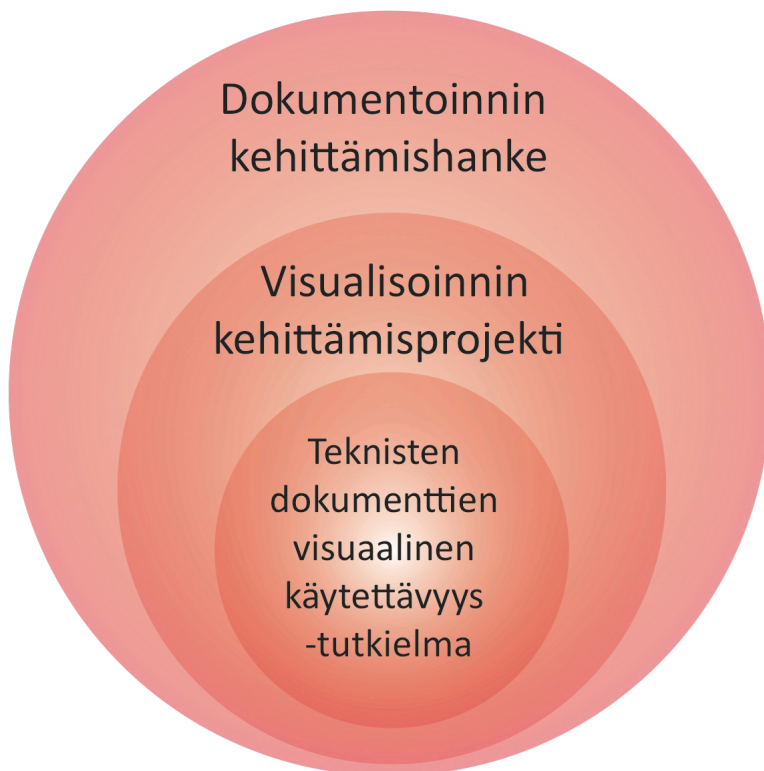 Dokumentoinnin
kehittämishanke
Visualisoinnin
kehittämisprojekti
Teknisten
dokumenttien
visuaalinen
käytettävyys
-tutkielma